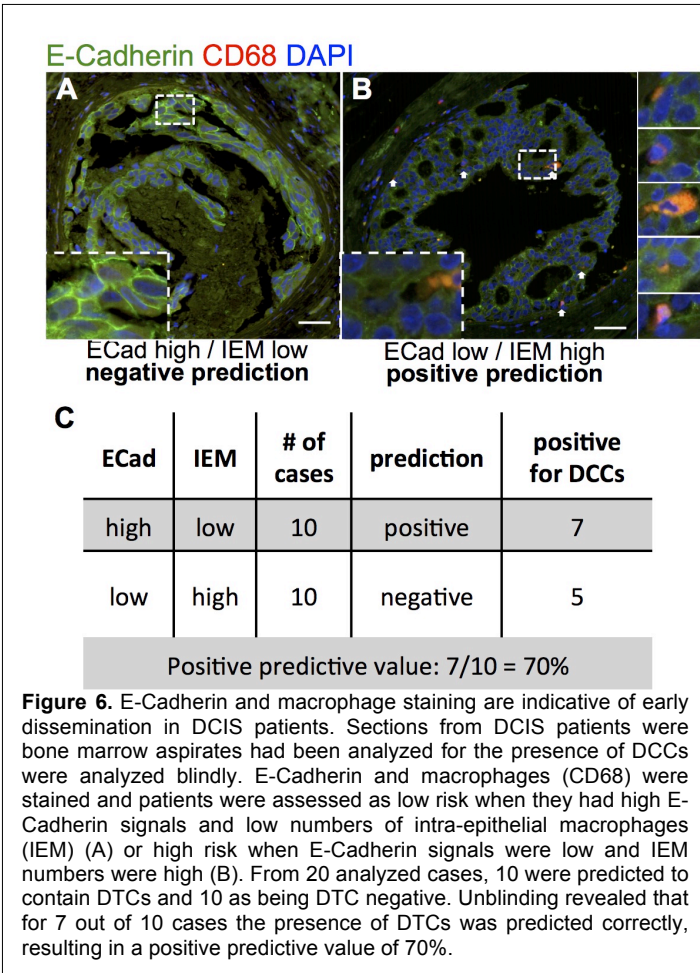 E-Cadherin CD68 DAPI
A
B
ECad high / IEM low
negative prediction
ECad low / IEM high
positive prediction
C
ECad IEM # of cases prediction positive for DCCs
high low 10 positive 7
low high 10 negative 5
Positive predictive value: 7/10 = 70%
Figure 6. E-Cadherin and macrophage staining are indicative of early
dissemination in DCIS patients. Sections from DCIS patients were
bone marrow aspirates had been analyzed for the presence of DCCs
were analyzed blindly. E-Cadherin and macrophages (CD68) were
stained and patients were assessed as low risk when they had high E-
Cadherin signals and low numbers of intra-epithelial macrophages
(IEM) (A) or high risk when E-Cadherin signals were low and IEM
numbers were high (B). From 20 analyzed cases, 10 were predicted to
contain DTCs and 10 as being DTC negative. Unblinding revealed that
for 7 out of 10 cases the presence of DTCs was predicted correctly,
resulting in a positive predictive value of 70%.